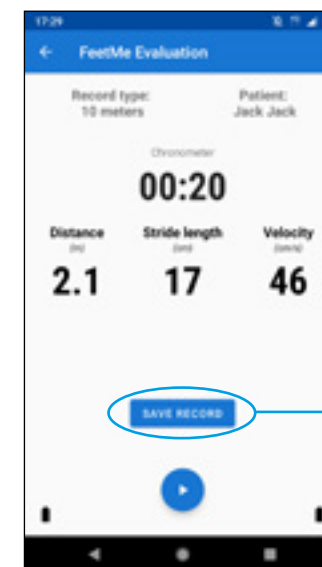 17:29
FeetMe Evaluation
Record type: Patient:
10 meters Jack Jack
Chronometer
00:20
Distance Stride length Velocity
(m) (cm) (cm/s)
2.1 17 46
SAVE RECORD